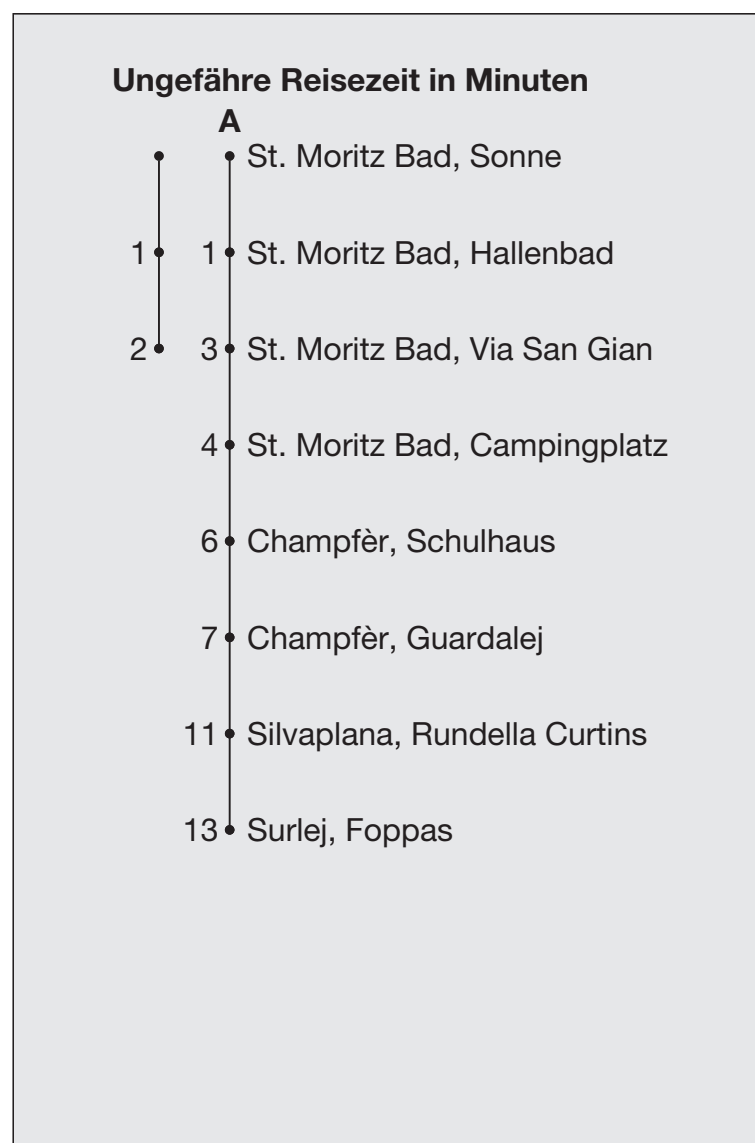 Ungefähre Reisezeit in Minuten
A
St. Moritz Bad, Sonne
1 1 St. Moritz Bad, Hallenbad
2 3 St. Moritz Bad, Via San Gian
4 St. Moritz Bad, Campingplatz
6 Champfèr, Schulhaus
7 Champfèr, Guardalej
11 Silvaplana, Rundella Curtins
13 Surlej, Foppas